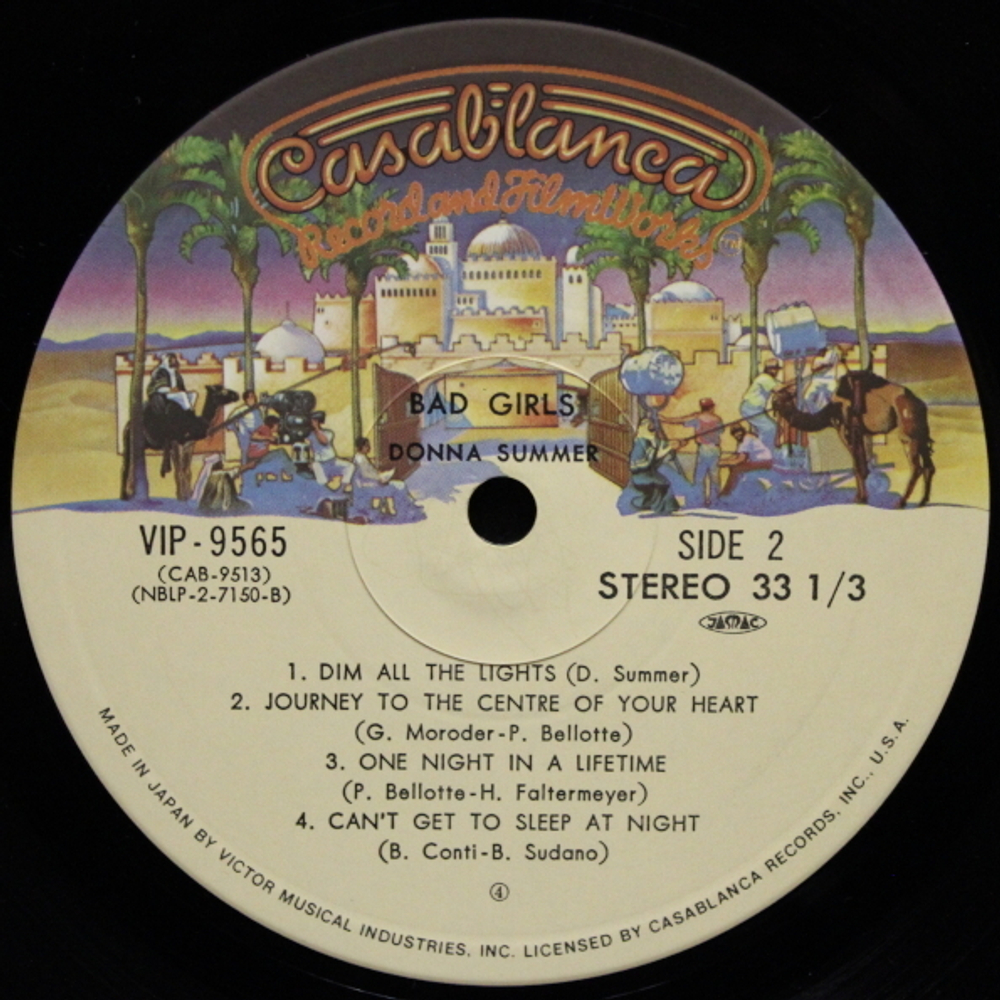 Casablanca
Record and FilmWorks
TM
BAD GIRLS
DONNA SUMMER
VIP-9565
(CAB-9513)
(NBLP-2-7150-B)
SIDE 2
STEREO 33 1/3
JASRAC
1. DIM ALL THE LIGHTS (D. Summer)
2. JOURNEY TO THE CENTRE OF YOUR HEART
(G. Moroder-P. Bellotte)
3. ONE NIGHT IN A LIFETIME
(P. Bellotte-H. Faltermeyer)
4. CAN'T GET TO SLEEP AT NIGHT
(B. Conti-B. Sudano)
④
MADE IN JAPAN BY VICTOR MUSICAL INDUSTRIES, INC. LICENSED BY CASABLANCA RECORDS, INC., U.S.A.